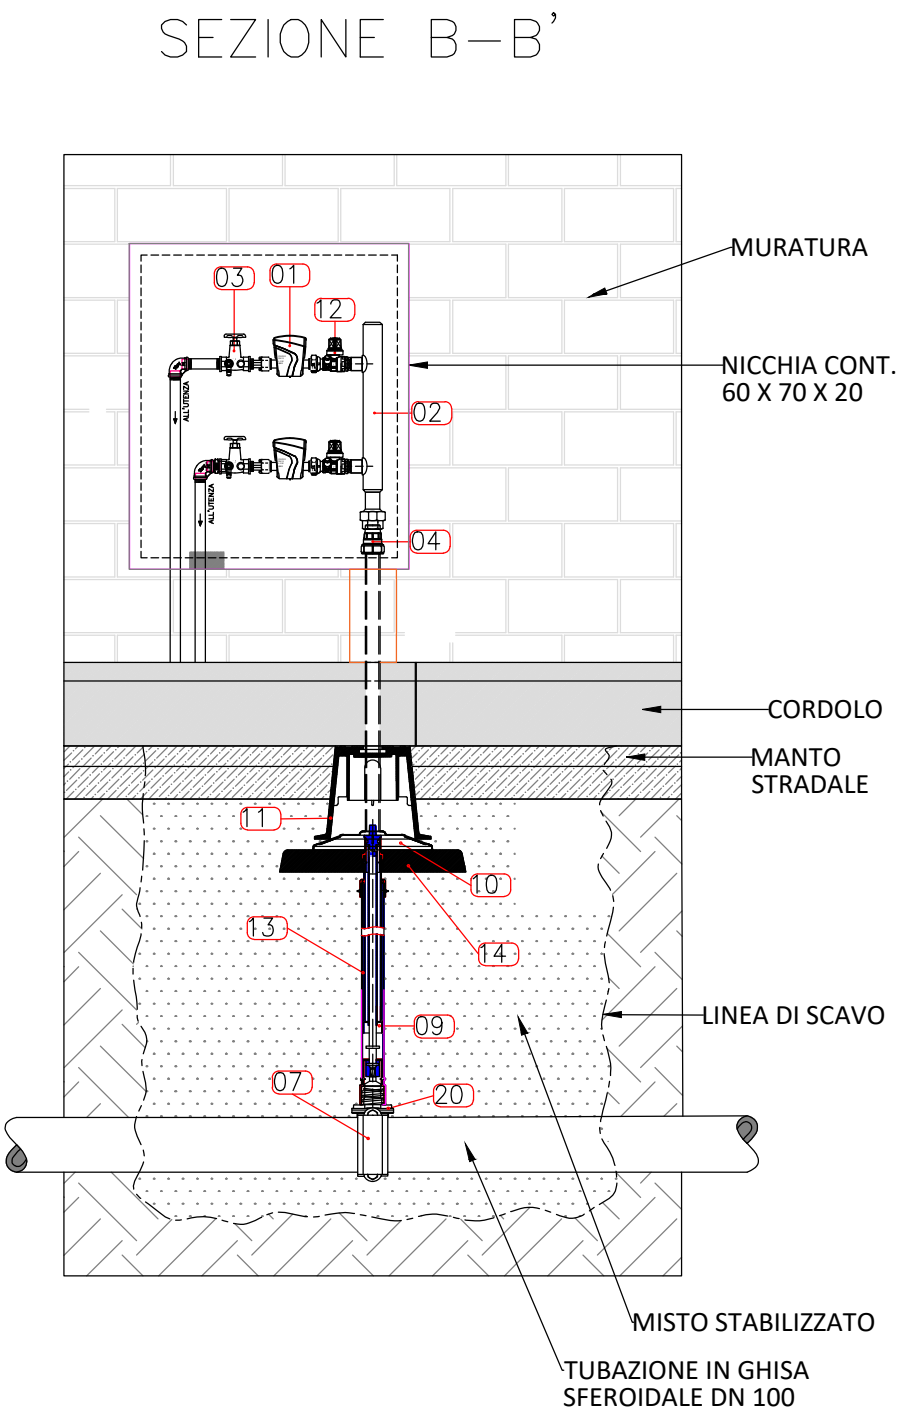 SEZIONE B-B'
MURATURA
03
01
12
NICCHIA CONT.
60 X 70 X 20
ALL'UTENZA
02
ALL'UTENZA
04
CORDOLO
MANTO
STRADALE
11
10
13
14
LINEA DI SCAVO
09
07
20
MISTO STABILIZZATO
TUBAZIONE IN GHISA
SFEROIDALE DN 100